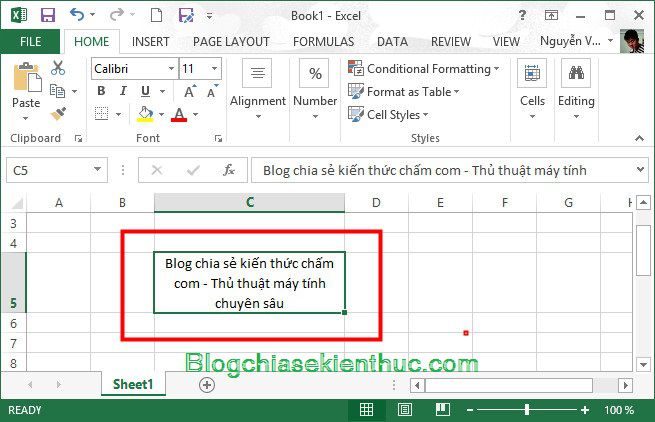 Book1 - Excel
FILE HOME INSERT PAGE LAYOUT FORMULAS DATA REVIEW VIEW Nguyễn V...
Calibri 11
Paste
B I U
A A
Alignment
%
Number
Conditional Formatting
Format as Table
Cell Styles
Cells
Editing
Clipboard Font Styles
C5 fx Blog chia sẻ kiến thức chấm com - Thủ thuật máy tính
A B C D E F G
3
4
5
Blog chia sẻ kiến thức chấm
com - Thủ thuật máy tính
chuyên sâu
6
7
8
Blogchiasekienthuc.com
Sheet1
READY 100 %